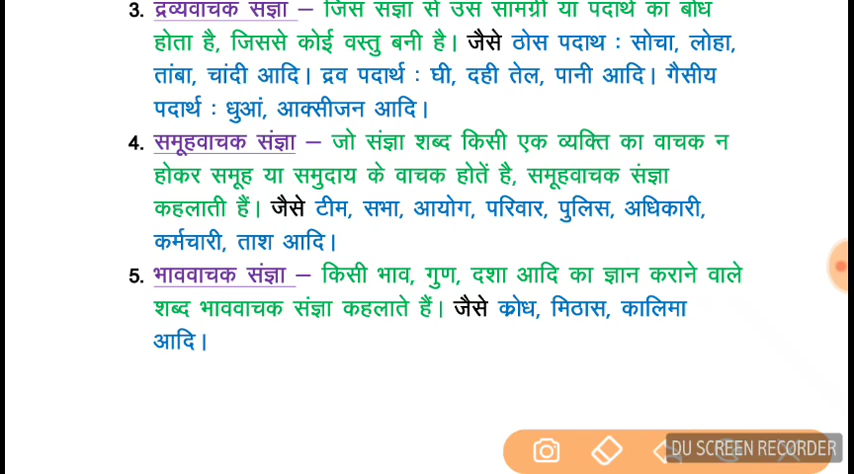 3. द्रव्यवाचक संज्ञा – जिस संज्ञा से उस सामग्री या पदार्थ का बोध
होता है, जिससे कोई वस्तु बनी है। जैसे ठोस पदाथ : सोचा, लोहा,
तांबा, चांदी आदि। द्रव पदार्थ : घी, दही तेल, पानी आदि। गैसीय
पदार्थ : धुआं, आक्सीजन आदि।
4. समूहवाचक संज्ञा – जो संज्ञा शब्द किसी एक व्यक्ति का वाचक न
होकर समूह या समुदाय के वाचक होतें है, समूहवाचक संज्ञा
कहलाती हैं। जैसे टीम, सभा, आयोग, परिवार, पुलिस, अधिकारी,
कर्मचारी, ताश आदि।
5. भाववाचक संज्ञा – किसी भाव, गुण, दशा आदि का ज्ञान कराने वाले
शब्द भाववाचक संज्ञा कहलाते हैं। जैसे क्रोध, मिठास, कालिमा
आदि।
DU SCREEN RECORDER